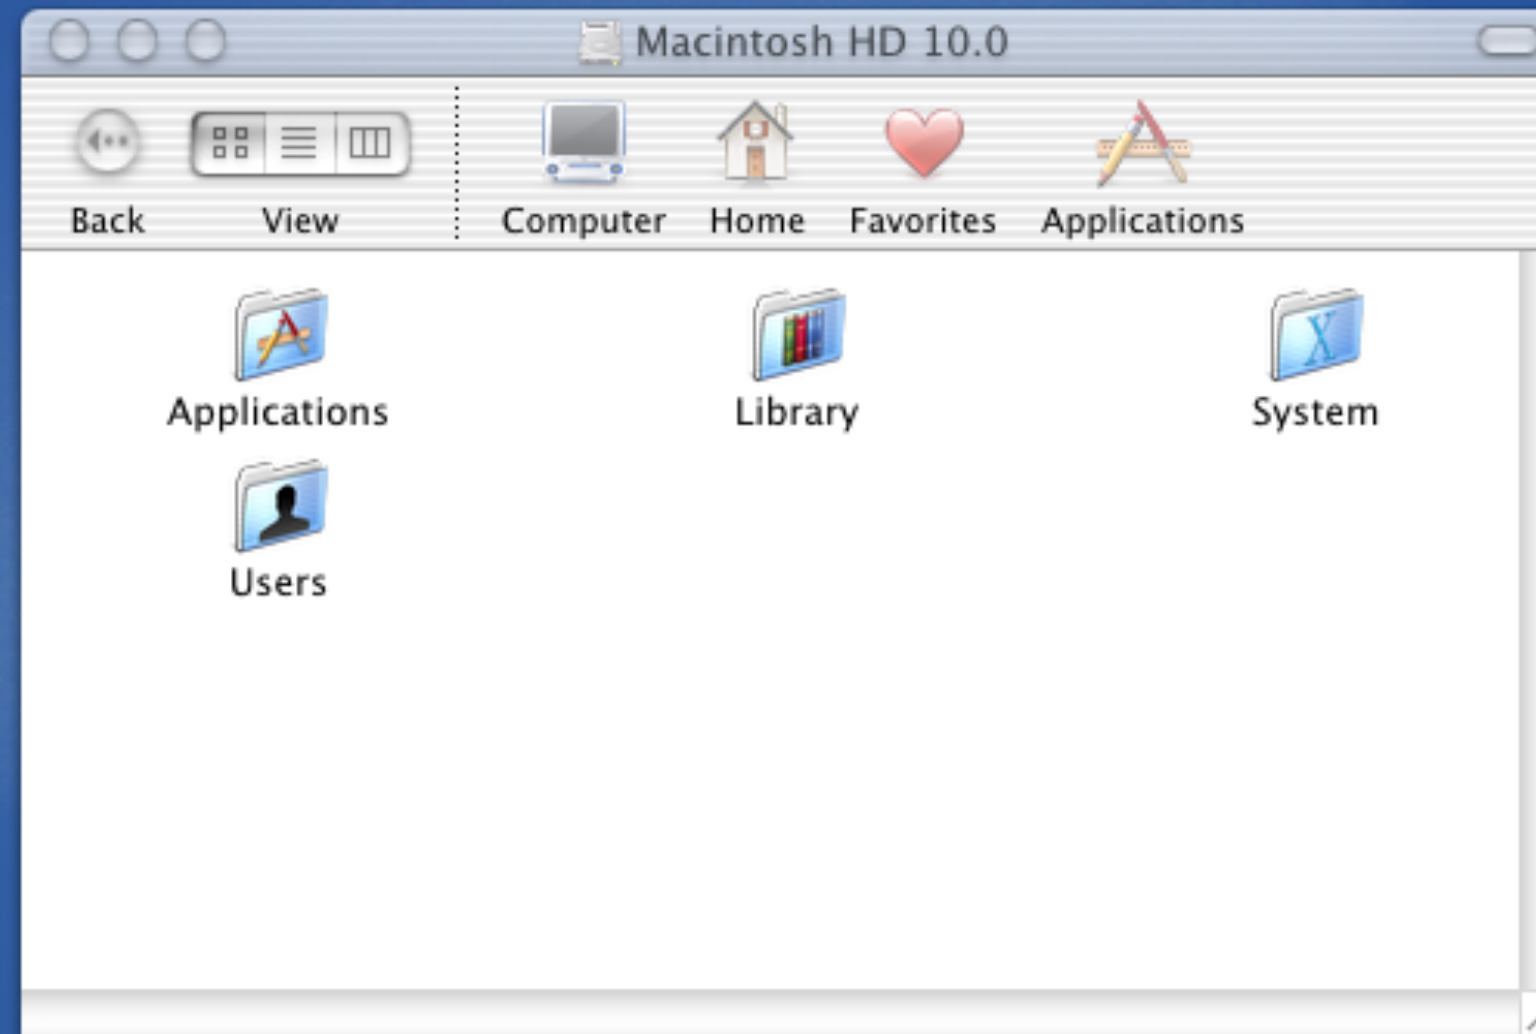 Macintosh HD 10.0
Back View Computer Home Favorites Applications
Applications Library System
Users